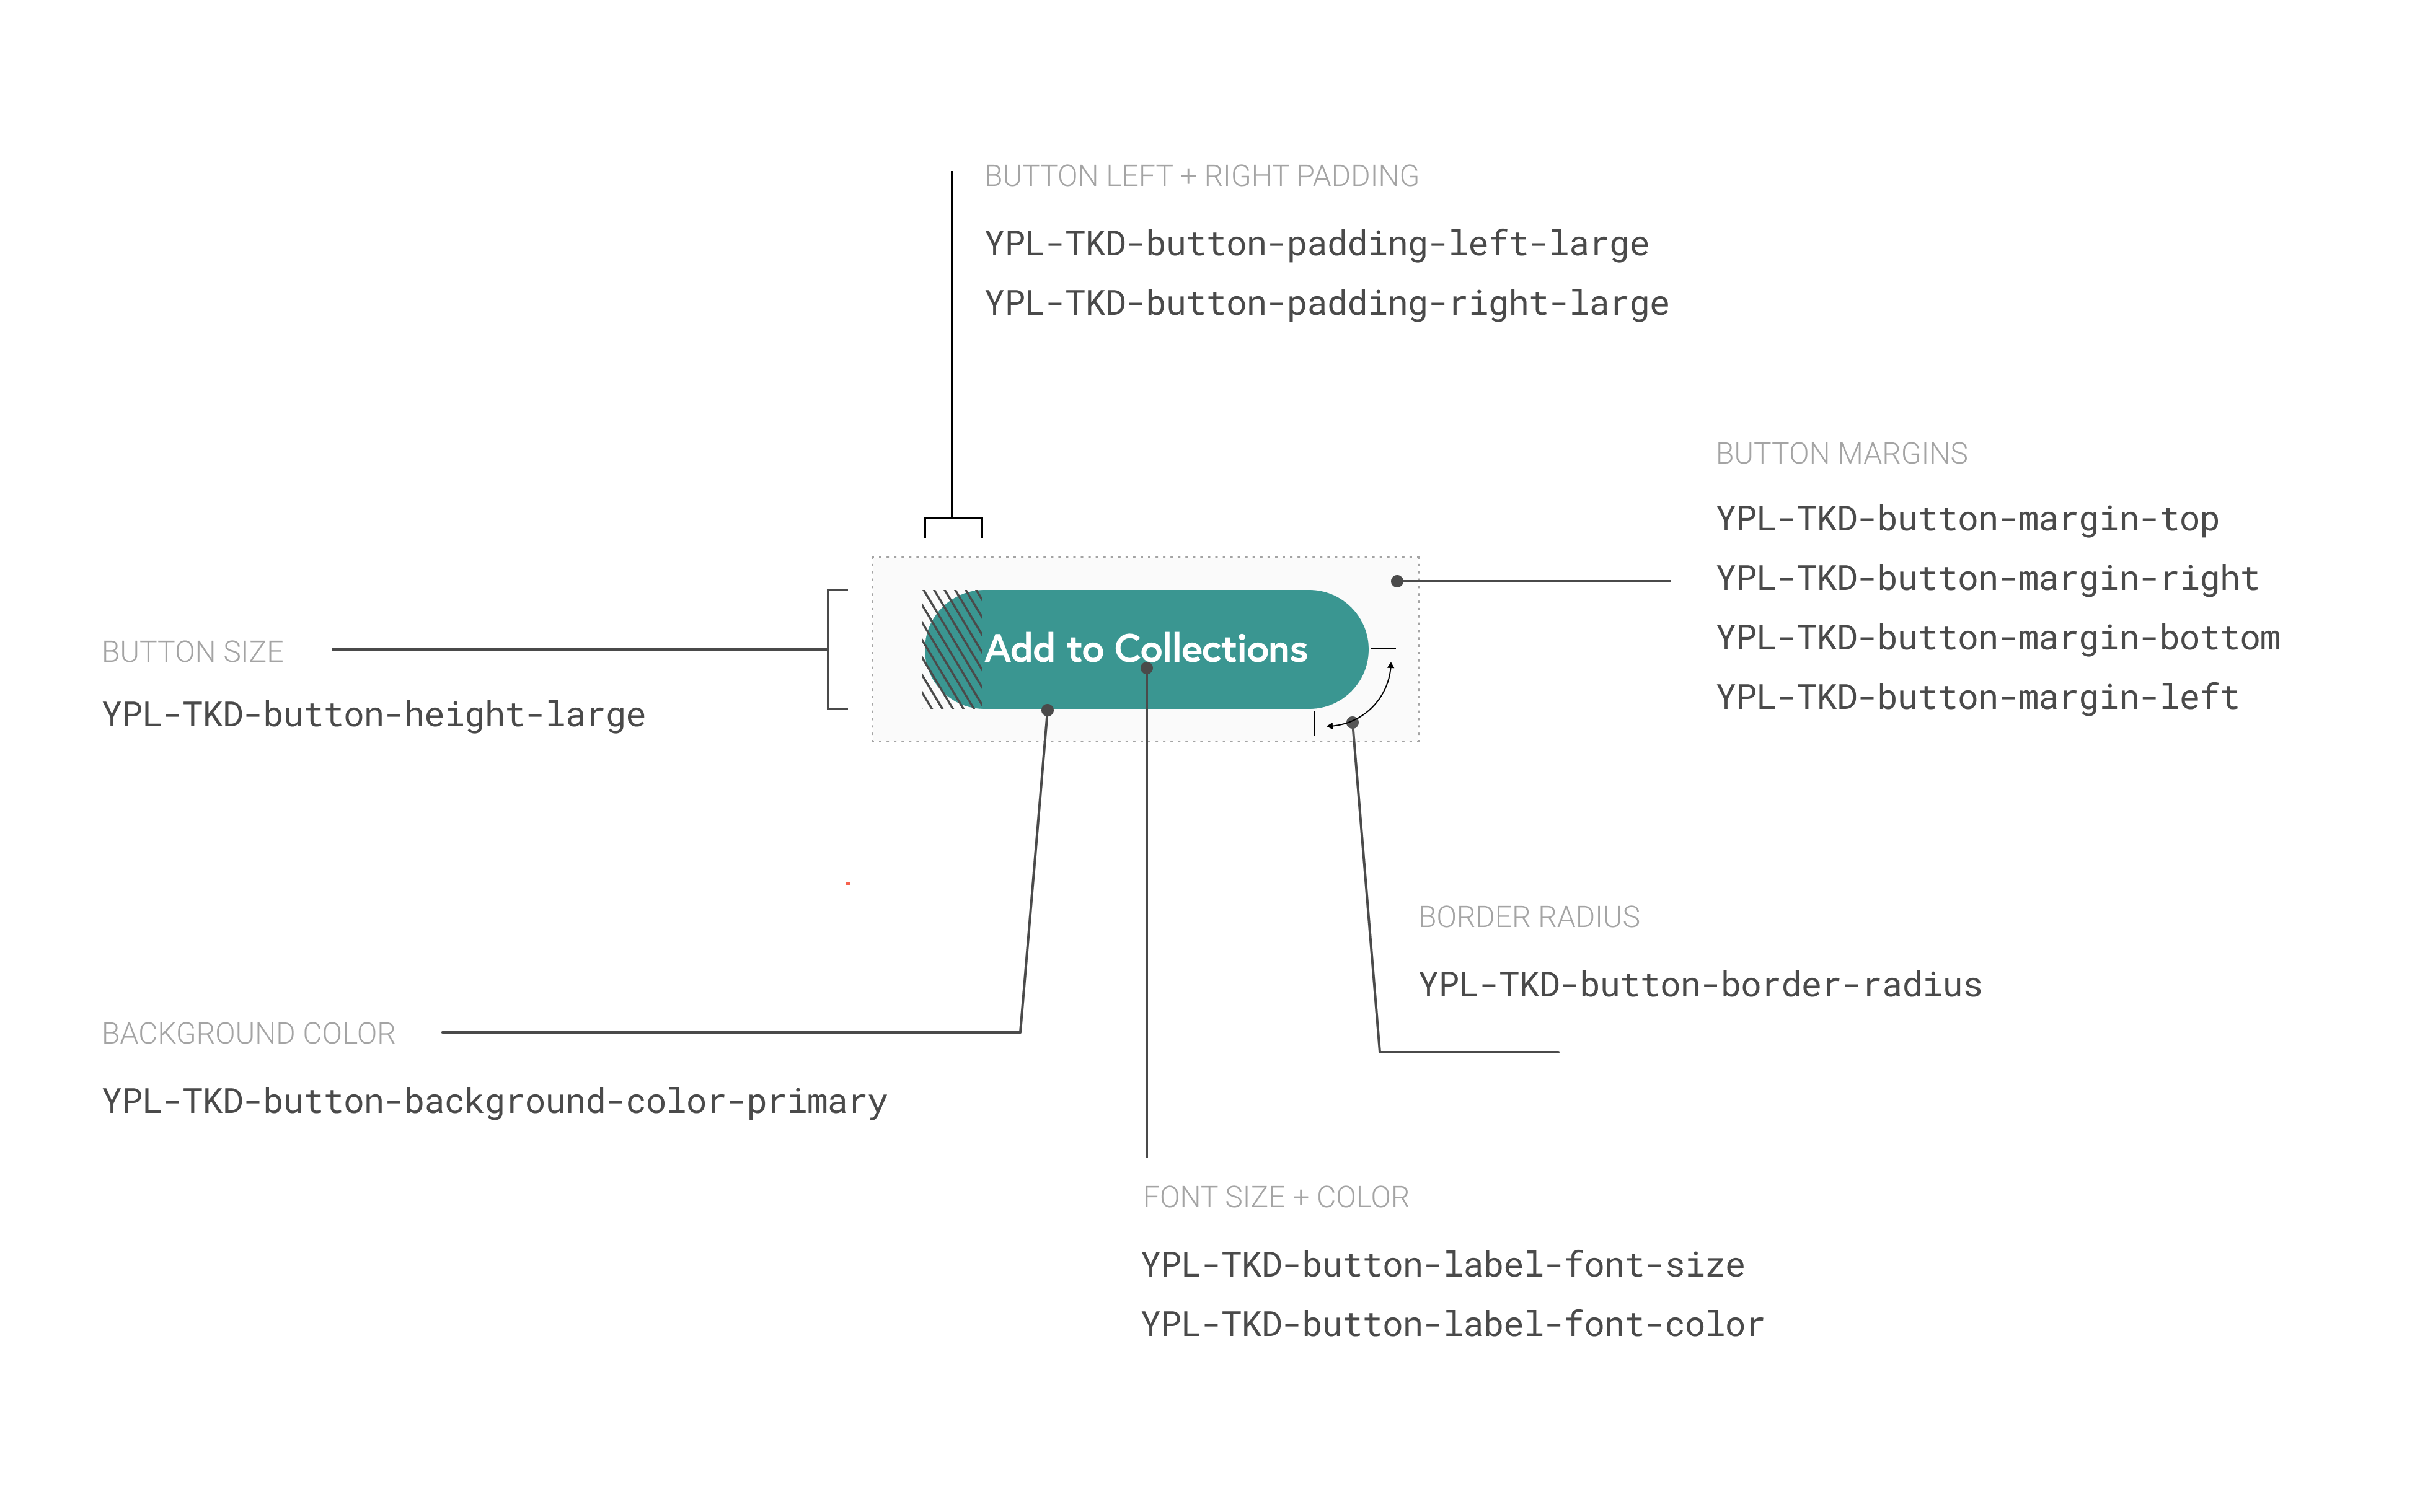 BUTTON LEFT + RIGHT PADDING
YPL-TKD-button-padding-left-large
YPL-TKD-button-padding-right-large
BUTTON MARGINS
YPL-TKD-button-margin-top
YPL-TKD-button-margin-right
YPL-TKD-button-margin-bottom
YPL-TKD-button-margin-left
Add to Collections
BUTTON SIZE
YPL-TKD-button-height-large
BORDER RADIUS
YPL-TKD-button-border-radius
BACKGROUND COLOR
YPL-TKD-button-background-color-primary
FONT SIZE + COLOR
YPL-TKD-button-label-font-size
YPL-TKD-button-label-font-color